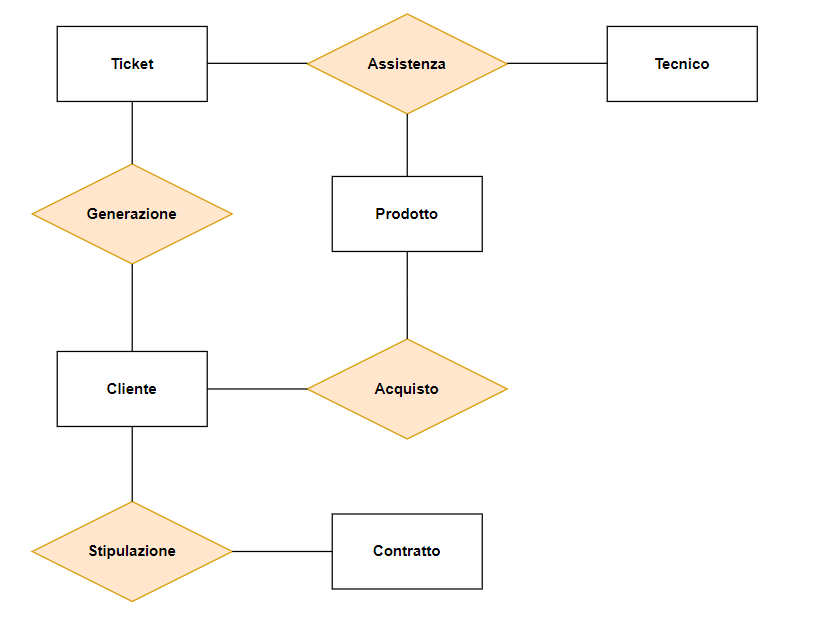 Ticket
Assistenza
Tecnico
Generazione
Prodotto
Cliente
Acquisto
Stipulazione
Contratto